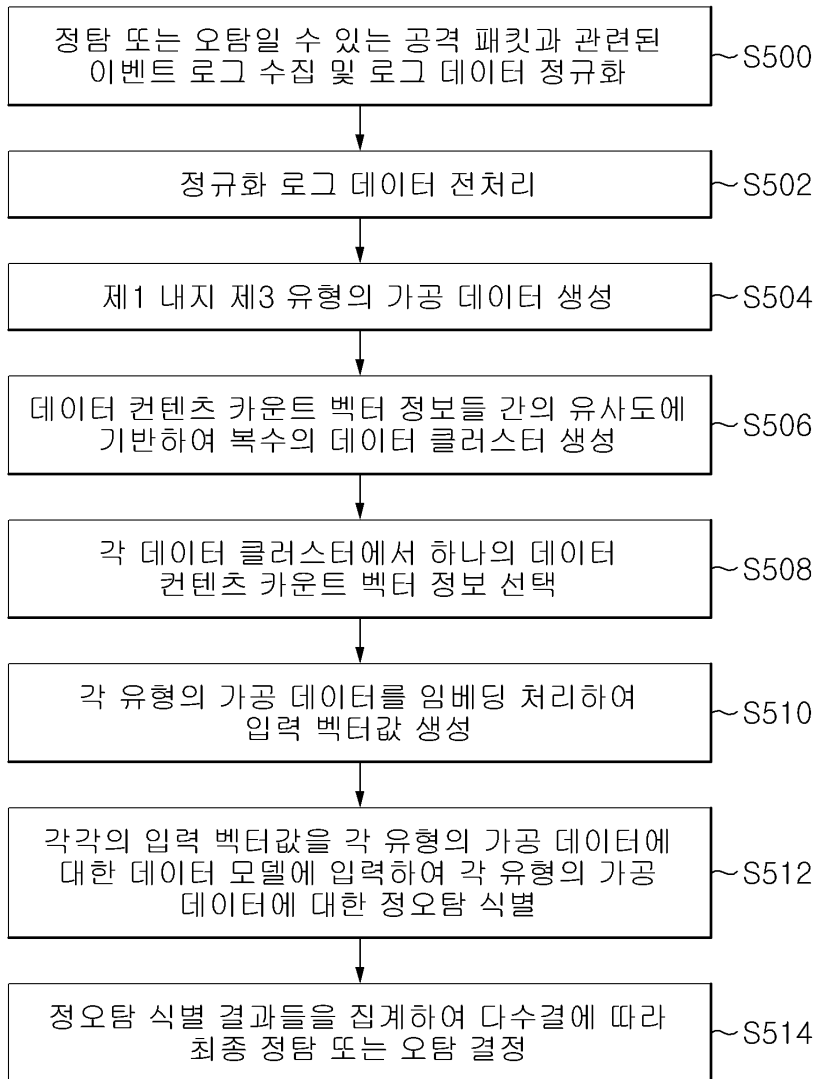 정탐 또는 오탐일 수 있는 공격 패킷과 관련된
이벤트 로그 수집 및 로그 데이터 정규화
S500
정규화 로그 데이터 전처리
S502
제1 내지 제3 유형의 가공 데이터 생성
S504
데이터 컨텐츠 카운트 벡터 정보들 간의 유사도에
기반하여 복수의 데이터 클러스터 생성
S506
각 데이터 클러스터에서 하나의 데이터
컨텐츠 카운트 벡터 정보 선택
S508
각 유형의 가공 데이터를 임베딩 처리하여
입력 벡터값 생성
S510
각각의 입력 벡터값을 각 유형의 가공 데이터에
대한 데이터 모델에 입력하여 각 유형의 가공
데이터에 대한 정오탐 식별
S512
정오탐 식별 결과들을 집계하여 다수결에 따라
최종 정탐 또는 오탐 결정
S514